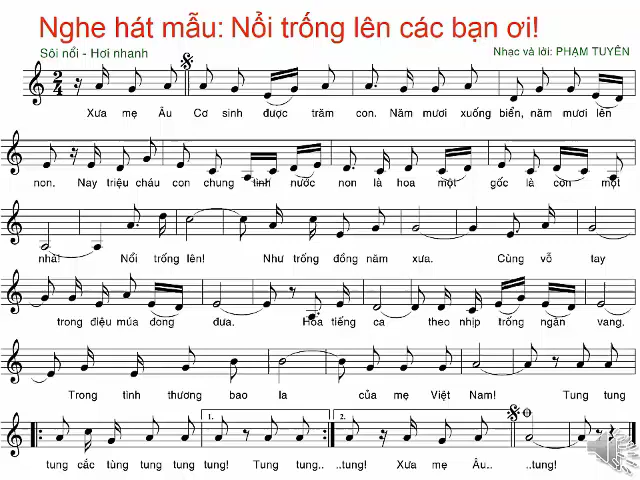 Nghe hát mẫu: Nổi trống lên các bạn ơi!
Sôi nổi - Hơi nhanh
Nhạc và lời: PHẠM TUYÊN
Xưa mẹ Âu Cơ sinh được trăm con. Năm mươi xuống biển, năm mươi lên
non. Nay triệu cháu con chung tình nước non là hoa một gốc là con một
nhà! Nổi trống lên! Như trống đồng năm xưa. Cùng vỗ tay
trong điệu múa đong đưa. Hòa tiếng ca theo nhịp trống ngân vang.
Trong tình thương bao la của mẹ Việt Nam! Tung tung
1. 2.
tung cắc tùng tung tung tung! Tung tung.. ..tung! Xưa mẹ Âu.. ..tung!